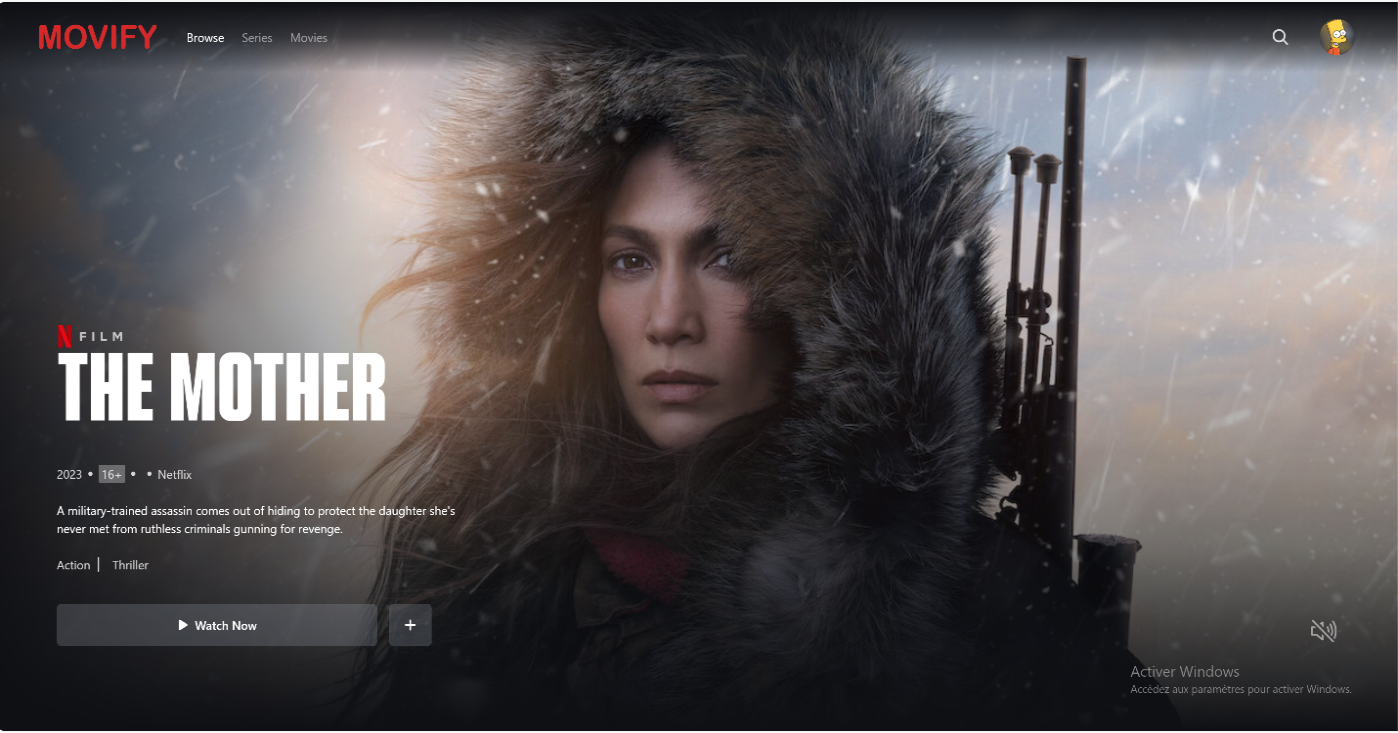 MOVIFY Browse Series Movies
N FILM
THE MOTHER
2023 • 16+ • • Netflix
A military-trained assassin comes out of hiding to protect the daughter she's
never met from ruthless criminals gunning for revenge.
Action | Thriller
Watch Now +
Activer Windows
Accédez aux paramètres pour activer Windows.